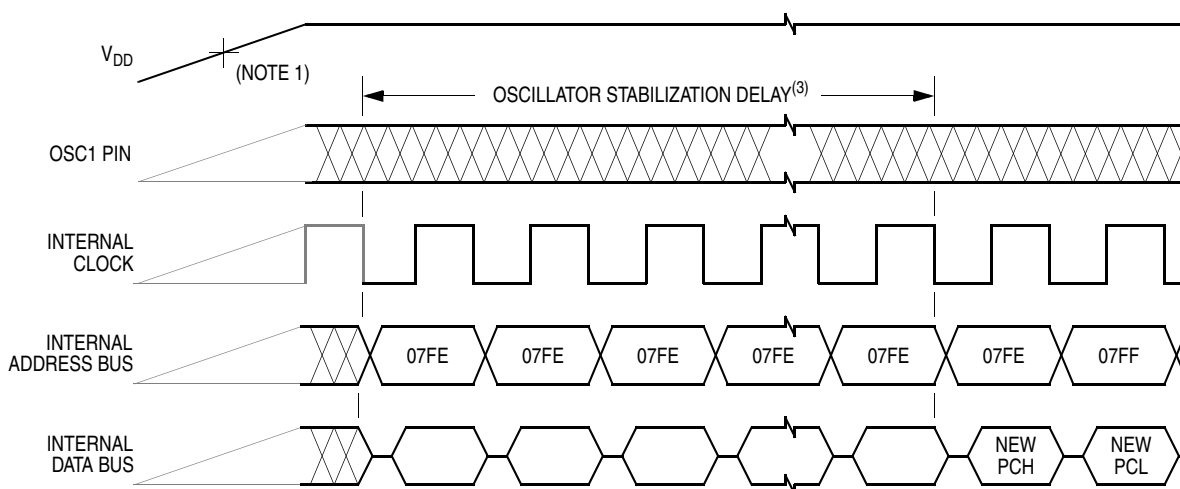 VDD
(NOTE 1)
OSCILLATOR STABILIZATION DELAY(3)
OSC1 PIN
INTERNAL
CLOCK
INTERNAL
ADDRESS BUS
07FE 07FE 07FE 07FE 07FE 07FE 07FF
INTERNAL
DATA BUS
NEW
PCH
NEW
PCL